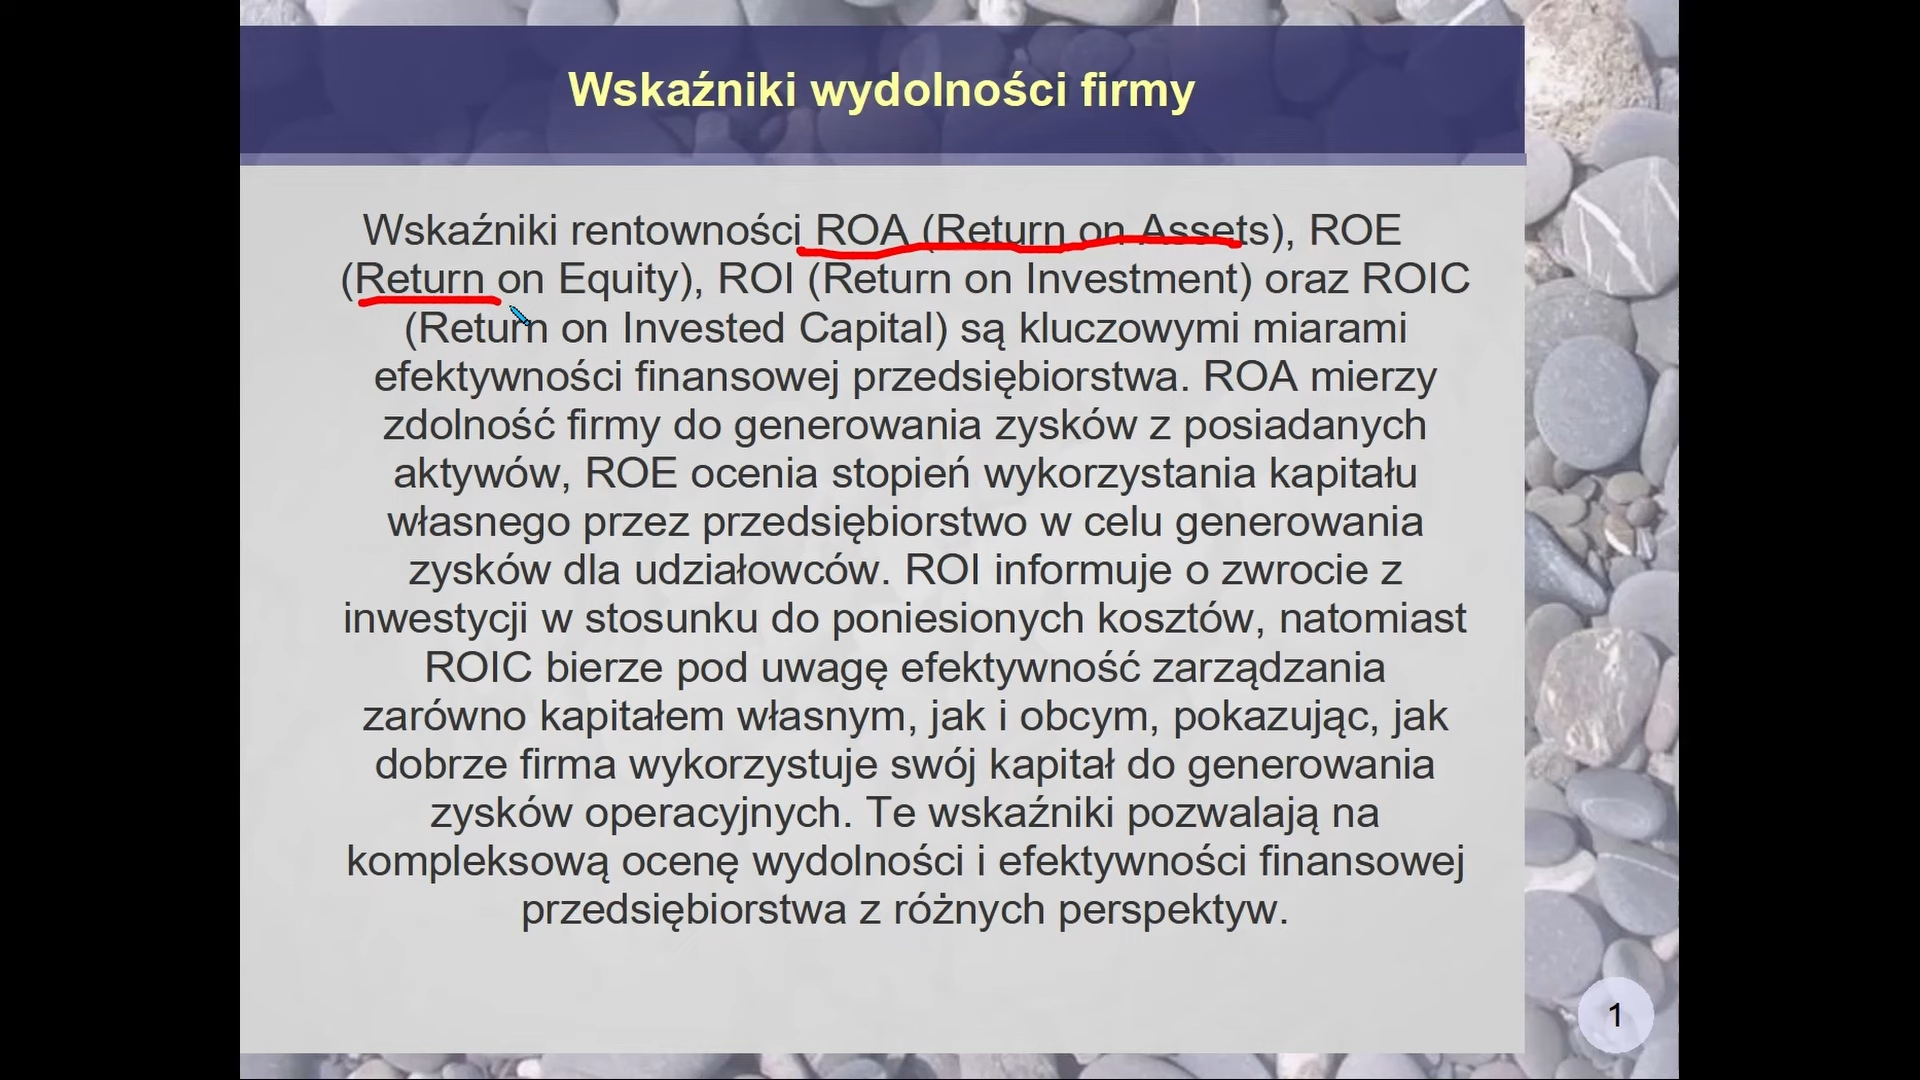 Wskaźniki wydolności firmy
Wskaźniki rentowności ROA (Return on Assets), ROE
(Return on Equity), ROI (Return on Investment) oraz ROIC
(Return on Invested Capital) są kluczowymi miarami
efektywności finansowej przedsiębiorstwa. ROA mierzy
zdolność firmy do generowania zysków z posiadanych
aktywów, ROE ocenia stopień wykorzystania kapitału
własnego przez przedsiębiorstwo w celu generowania
zysków dla udziałowców. ROI informuje o zwrocie z
inwestycji w stosunku do poniesionych kosztów, natomiast
ROIC bierze pod uwagę efektywność zarządzania
zarówno kapitałem własnym, jak i obcym, pokazując, jak
dobrze firma wykorzystuje swój kapitał do generowania
zysków operacyjnych. Te wskaźniki pozwalają na
kompleksową ocenę wydolności i efektywności finansowej
przedsiębiorstwa z różnych perspektyw.
1